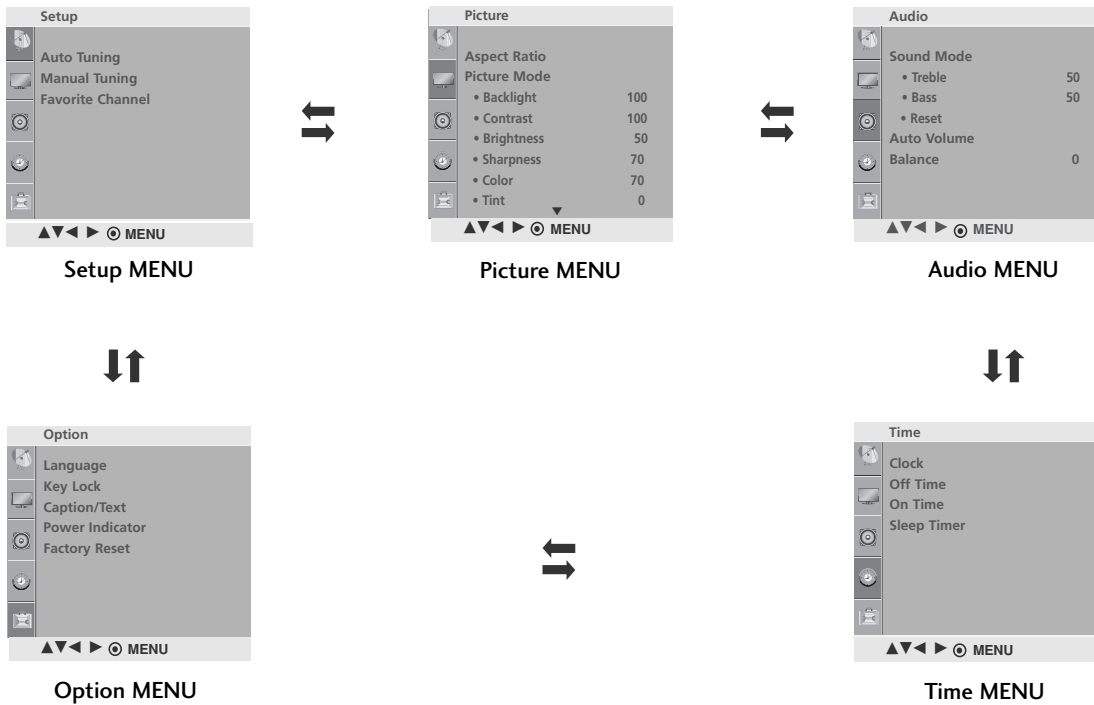 Setup
Auto Tuning
Manual Tuning
Favorite Channel
▲▼◄ ► ⦿ MENU
Setup MENU
Picture
Aspect Ratio
Picture Mode
• Backlight 100
• Contrast 100
• Brightness 50
• Sharpness 70
• Color 70
• Tint 0
▼
▲▼◄ ► ⦿ MENU
Picture MENU
Audio
Sound Mode
• Treble 50
• Bass 50
• Reset
Auto Volume
Balance 0
▲▼◄ ► ⦿ MENU
Audio MENU
Option
Language
Key Lock
Caption/Text
Power Indicator
Factory Reset
▲▼◄ ► ⦿ MENU
Option MENU
Time
Clock
Off Time
On Time
Sleep Timer
▲▼◄ ► ⦿ MENU
Time MENU